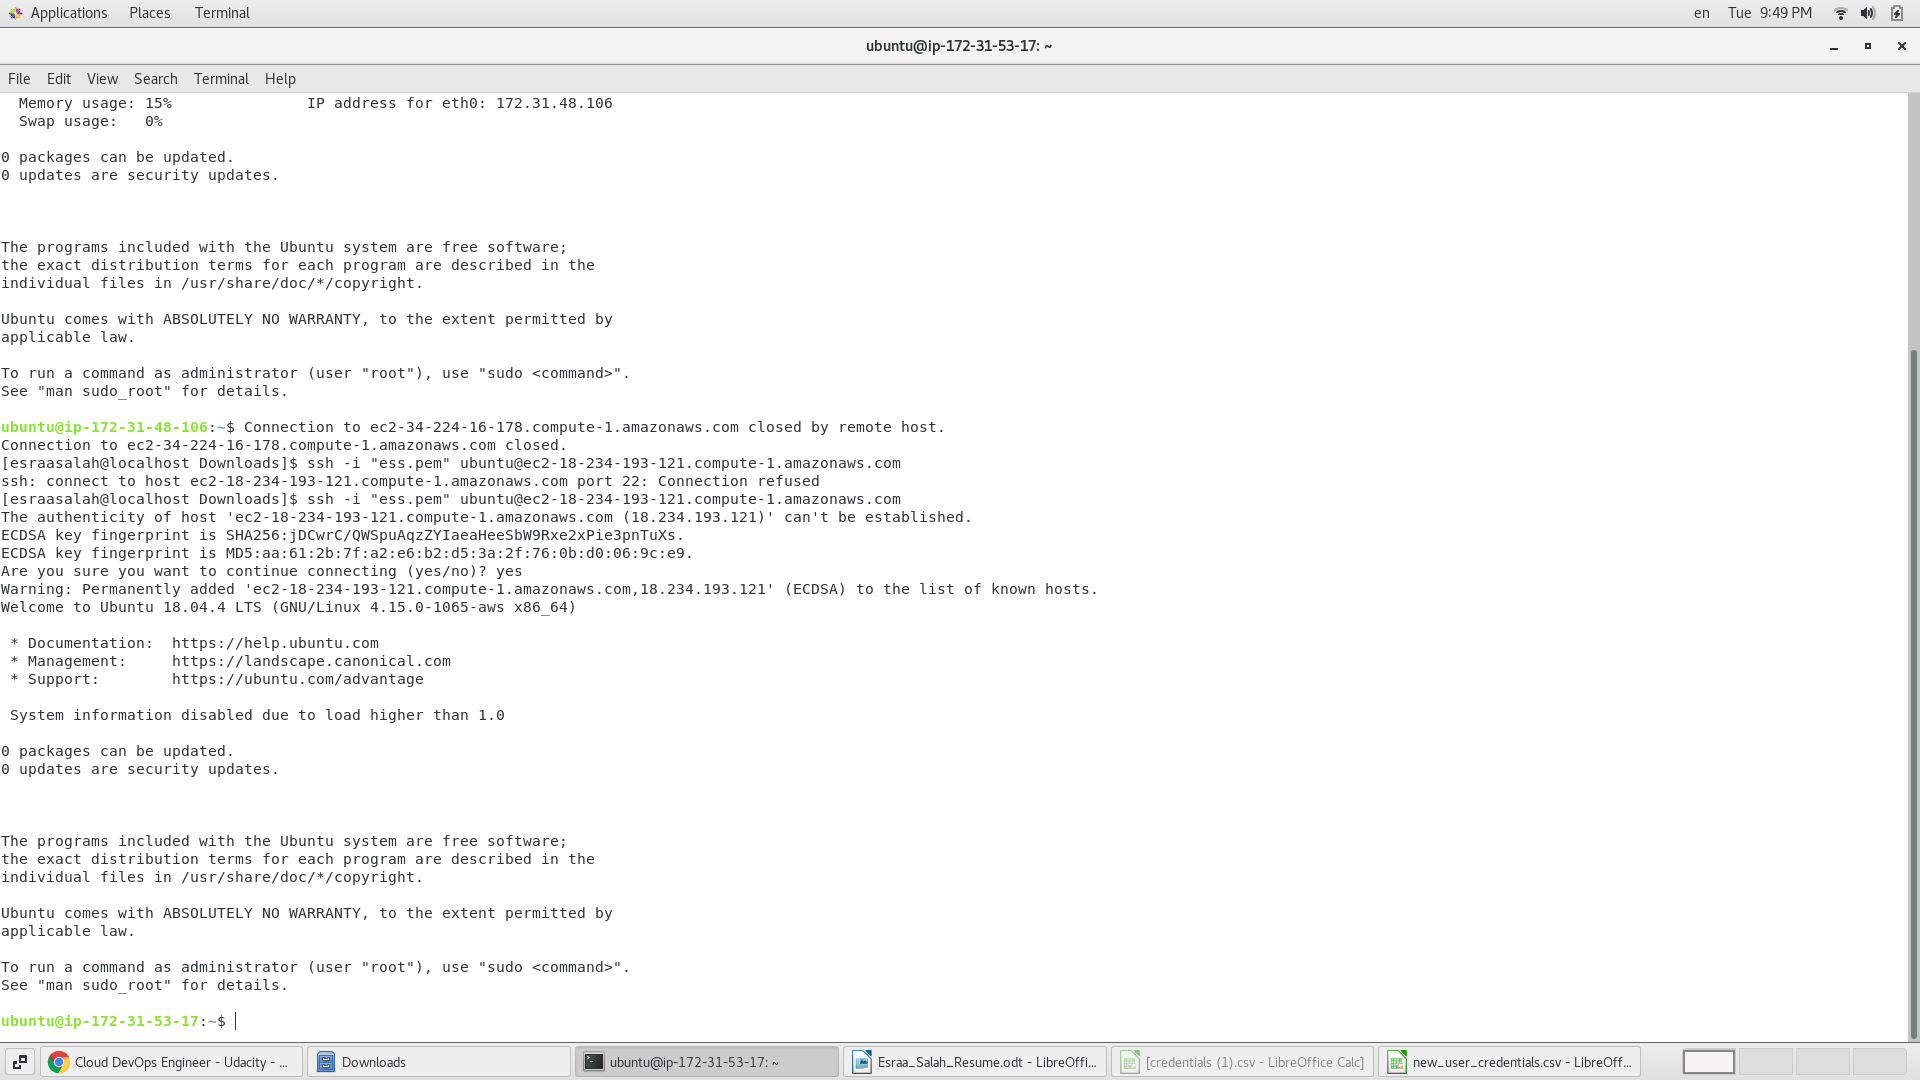 Applications Places Terminal en Tue 9:49 PM
ubuntu@ip-172-31-53-17: ~
File Edit View Search Terminal Help
  Memory usage: 15%               IP address for eth0: 172.31.48.106
  Swap usage:   0%
0 packages can be updated.
0 updates are security updates.
The programs included with the Ubuntu system are free software;
the exact distribution terms for each program are described in the
individual files in /usr/share/doc/*/copyright.
Ubuntu comes with ABSOLUTELY NO WARRANTY, to the extent permitted by
applicable law.
To run a command as administrator (user "root"), use "sudo <command>".
See "man sudo_root" for details.
ubuntu@ip-172-31-48-106:~$ Connection to ec2-34-224-16-178.compute-1.amazonaws.com closed by remote host.
Connection to ec2-34-224-16-178.compute-1.amazonaws.com closed.
[esraasalah@localhost Downloads]$ ssh -i "ess.pem" ubuntu@ec2-18-234-193-121.compute-1.amazonaws.com
ssh: connect to host ec2-18-234-193-121.compute-1.amazonaws.com port 22: Connection refused
[esraasalah@localhost Downloads]$ ssh -i "ess.pem" ubuntu@ec2-18-234-193-121.compute-1.amazonaws.com
The authenticity of host 'ec2-18-234-193-121.compute-1.amazonaws.com (18.234.193.121)' can't be established.
ECDSA key fingerprint is SHA256:jDCwrC/QWSpuAqzZYIaeaHeeSbW9Rxe2xPie3pnTuXs.
ECDSA key fingerprint is MD5:aa:61:2b:7f:a2:e6:b2:d5:3a:2f:76:0b:d0:06:9c:e9.
Are you sure you want to continue connecting (yes/no)? yes
Warning: Permanently added 'ec2-18-234-193-121.compute-1.amazonaws.com,18.234.193.121' (ECDSA) to the list of known hosts.
Welcome to Ubuntu 18.04.4 LTS (GNU/Linux 4.15.0-1065-aws x86_64)
 * Documentation:  https://help.ubuntu.com
 * Management:     https://landscape.canonical.com
 * Support:        https://ubuntu.com/advantage
 System information disabled due to load higher than 1.0
0 packages can be updated.
0 updates are security updates.
The programs included with the Ubuntu system are free software;
the exact distribution terms for each program are described in the
individual files in /usr/share/doc/*/copyright.
Ubuntu comes with ABSOLUTELY NO WARRANTY, to the extent permitted by
applicable law.
To run a command as administrator (user "root"), use "sudo <command>".
See "man sudo_root" for details.
ubuntu@ip-172-31-53-17:~$
Cloud DevOps Engineer - Udacity - ... Downloads ubuntu@ip-172-31-53-17: ~ Esraa_Salah_Resume.odt - LibreOffi... [credentials (1).csv - LibreOffice Calc] new_user_credentials.csv - LibreOff...